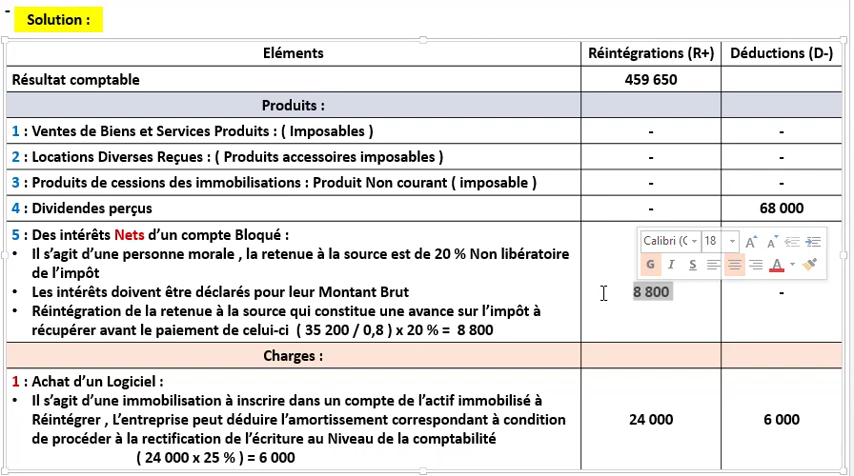 - Solution :
Eléments Réintégrations (R+) Déductions (D-)
Résultat comptable 459 650
Produits :
1 : Ventes de Biens et Services Produits : ( Imposables ) - -
2 : Locations Diverses Reçues : ( Produits accessoires imposables ) - -
3 : Produits de cessions des immobilisations : Produit Non courant ( imposable ) - -
4 : Dividendes perçus - 68 000
5 : Des intérêts Nets d’un compte Bloqué :
• Il s’agit d’une personne morale , la retenue à la source est de 20 % Non libératoire
de l’impôt
• Les intérêts doivent être déclarés pour leur Montant Brut 8 800 -
• Réintégration de la retenue à la source qui constitue une avance sur l’impôt à
récupérer avant le paiement de celui-ci ( 35 200 / 0,8 ) x 20 % = 8 800
Calibri (C 18 A A
G I S A
Charges :
1 : Achat d’un Logiciel :
• Il s’agit d’une immobilisation à inscrire dans un compte de l’actif immobilisé à
Réintégrer , L’entreprise peut déduire l’amortissement correspondant à condition 24 000 6 000
de procéder à la rectification de l’écriture au Niveau de la comptabilité
( 24 000 x 25 % ) = 6 000